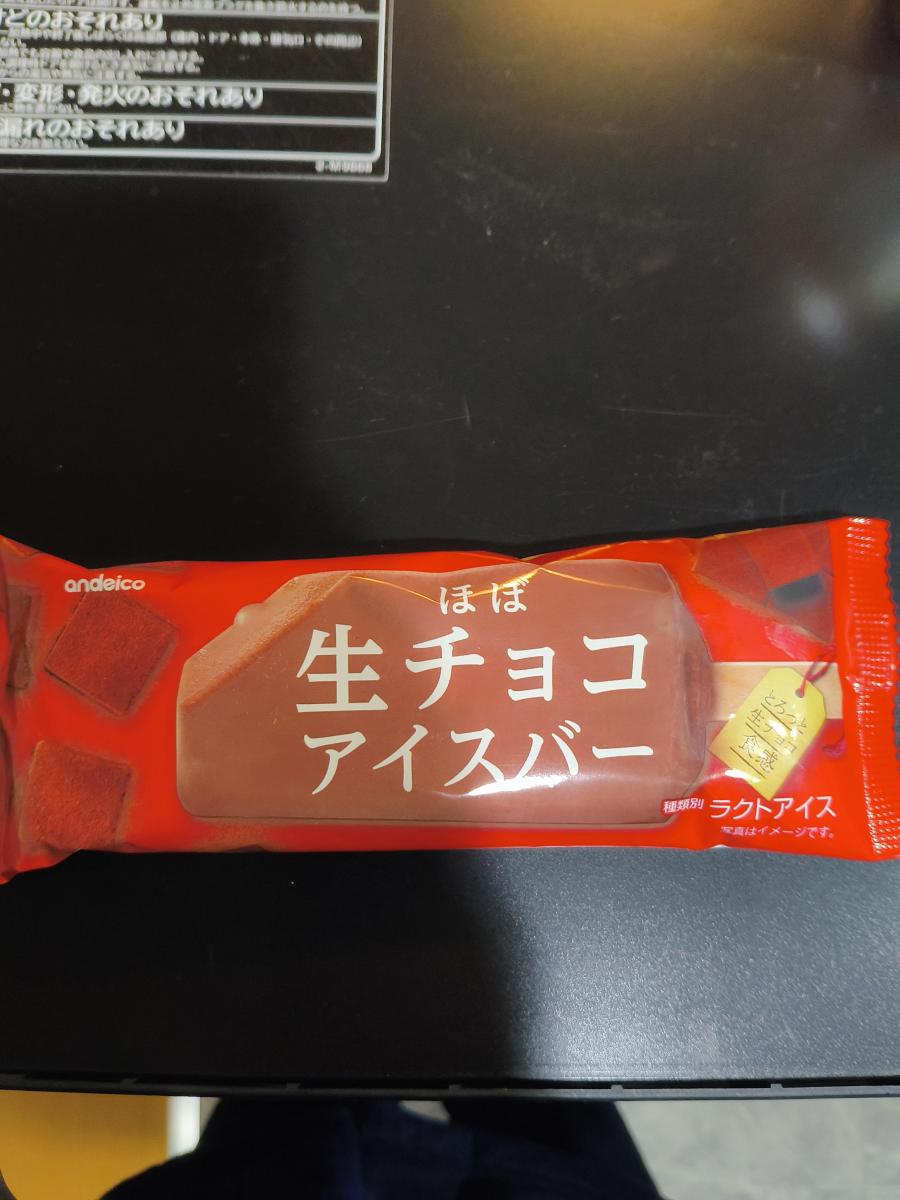 けどのおそれあり
・変形・発火のおそれあり
漏れのおそれあり
andeico
ほぼ
生チョコ
アイスバー
とろける
生チョコ
食感
種類別 ラクトアイス
写真はイメージです。